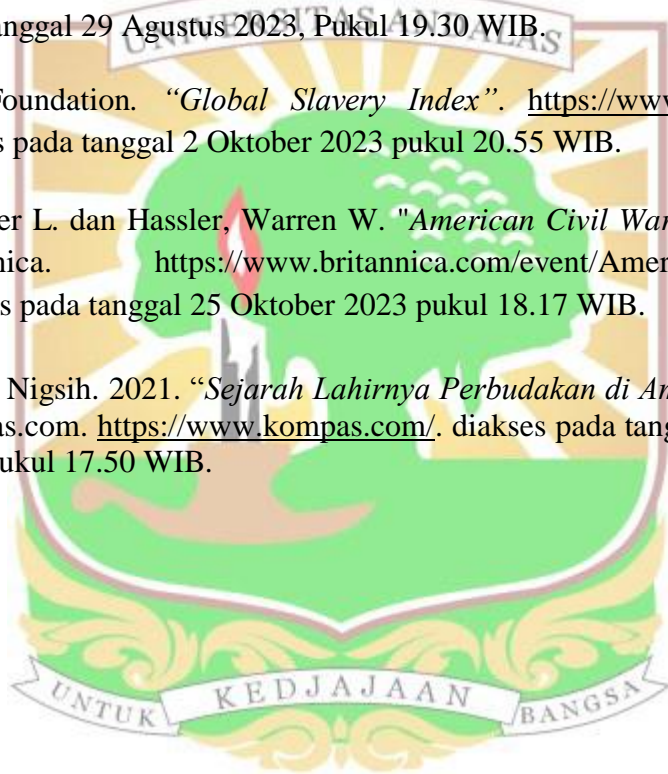 anggal 29 Agustus 2023, Pukul 19.30 WIB.
UNIVERSITAS ANDALAS
Foundation. “Global Slavery Index”. https://www
s pada tanggal 2 Oktober 2023 pukul 20.55 WIB.
er L. dan Hassler, Warren W. "American Civil War
nica. https://www.britannica.com/event/Amer
s pada tanggal 25 Oktober 2023 pukul 18.17 WIB.
Nigsih. 2021. “Sejarah Lahirnya Perbudakan di Am
as.com. https://www.kompas.com/. diakses pada tang
ukul 17.50 WIB.
UNTUK KEDJAJAAN BANGSA